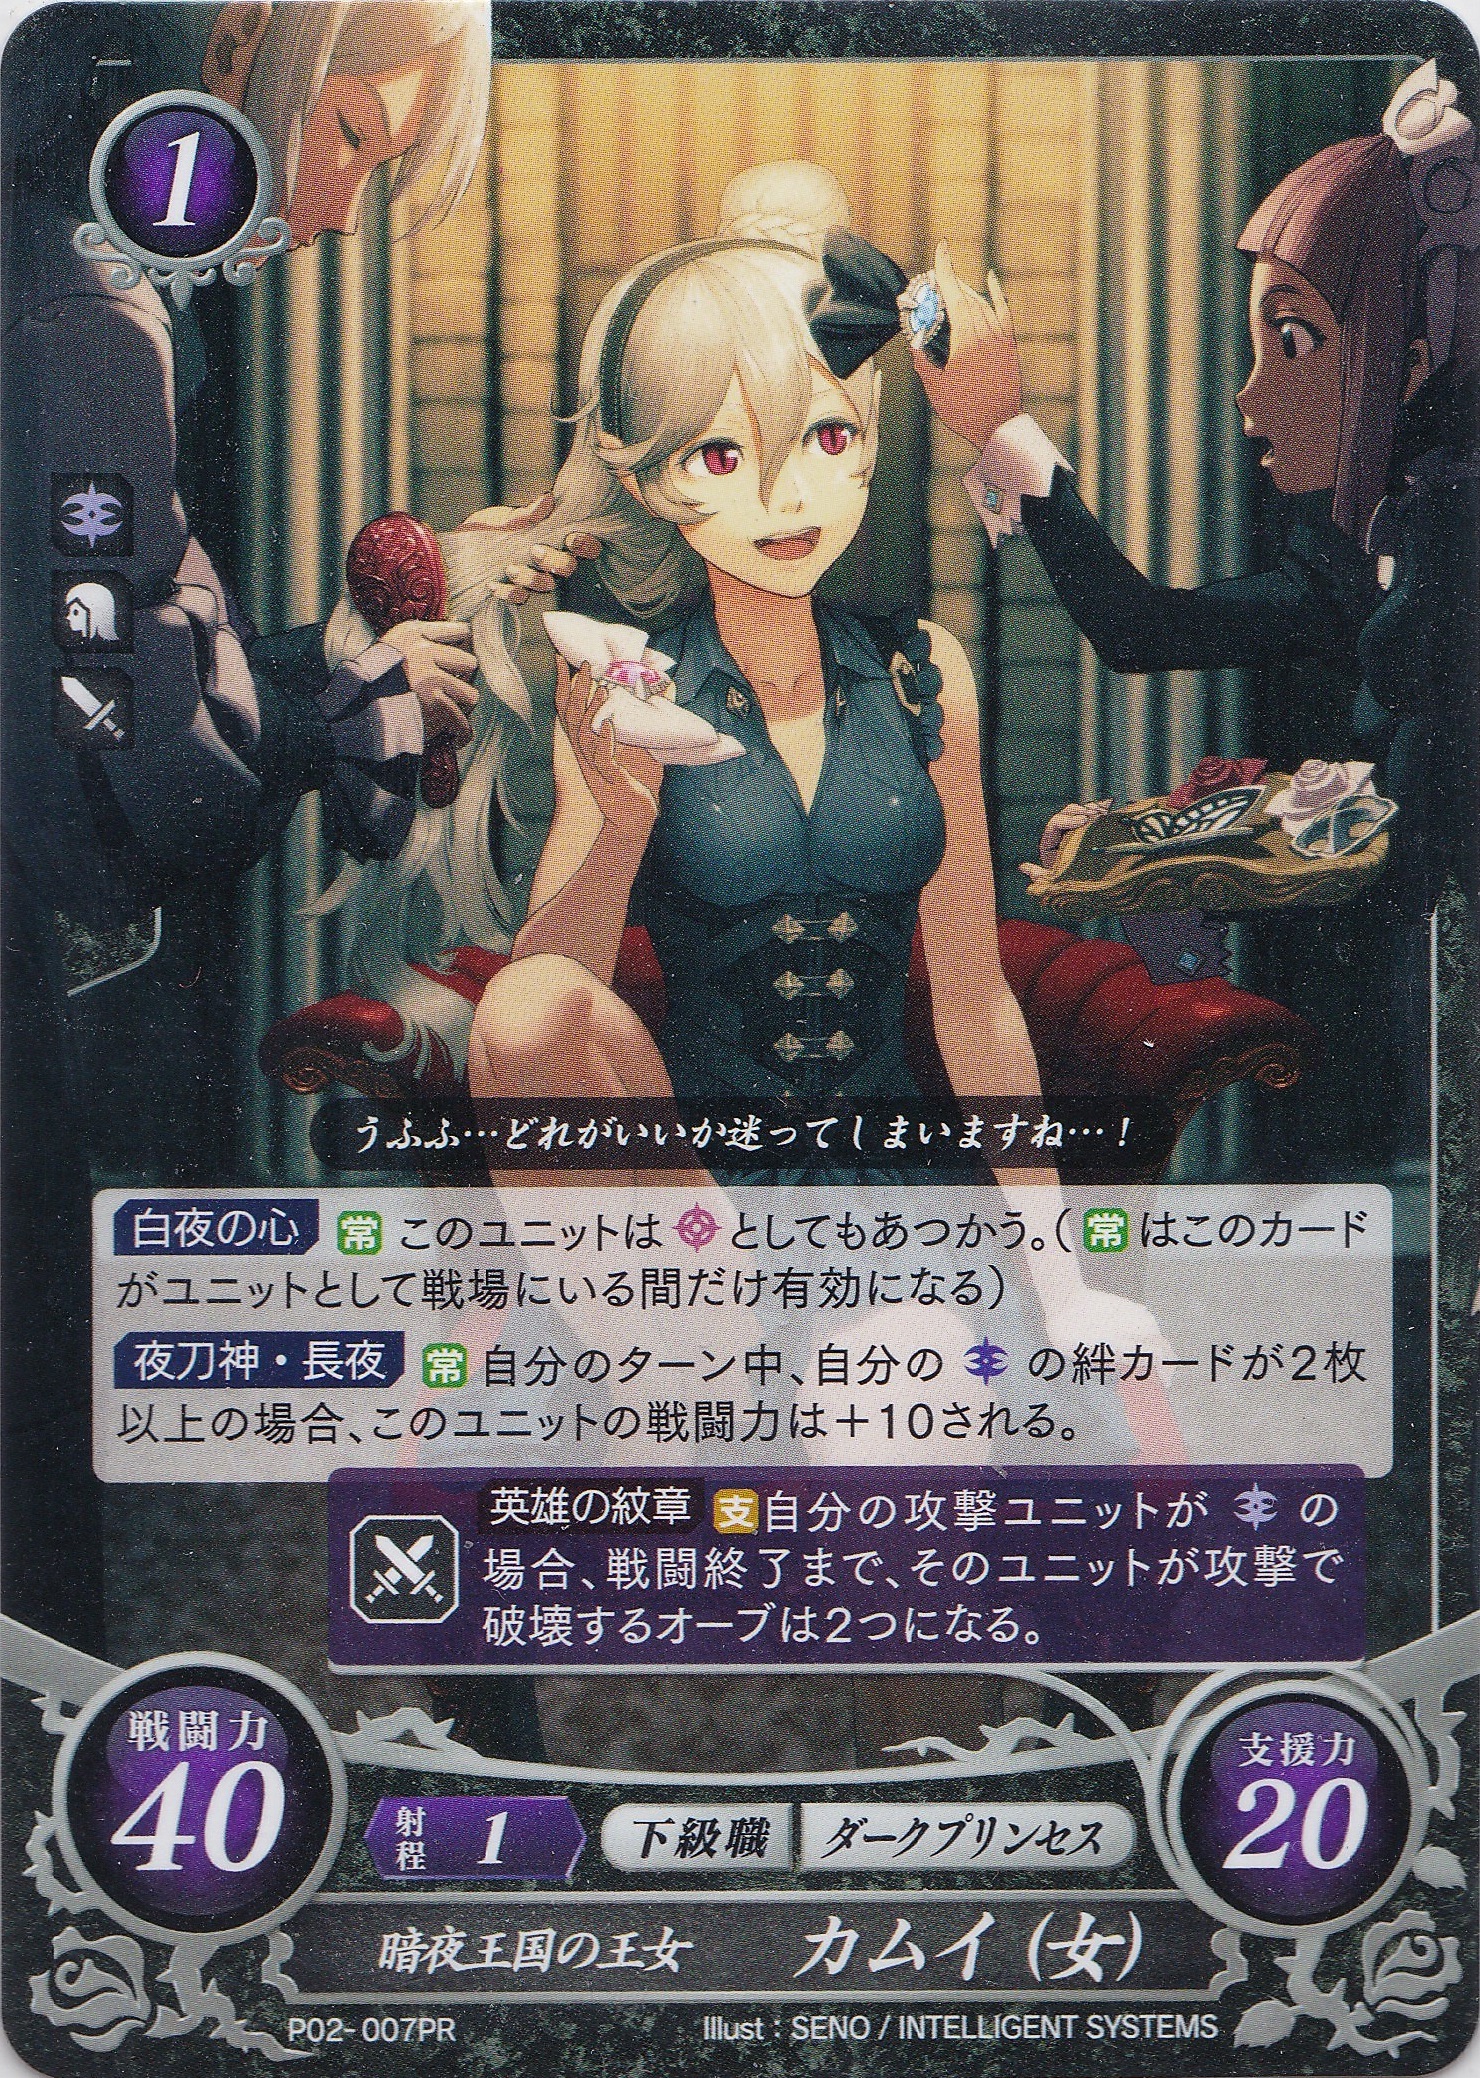 1
うふふ…どれがいいか迷ってしまいますね…！
白夜の心 常 このユニットは としてもあつかう。（常はこのカード
がユニットとして戦場にいる間だけ有効になる）
夜刀神・長夜 常 自分のターン中、自分の の絆カードが2枚
以上の場合、このユニットの戦闘力は＋10される。
英雄の紋章 支 自分の攻撃ユニットが の
場合、戦闘終了まで、そのユニットが攻撃で
破壊するオーブは2つになる。
戦闘力
40
射程 1
下級職 ダークプリンセス
支援力
20
暗夜王国の王女 カムイ（女）
P02-007PR
Illust：SENO / INTELLIGENT SYSTEMS